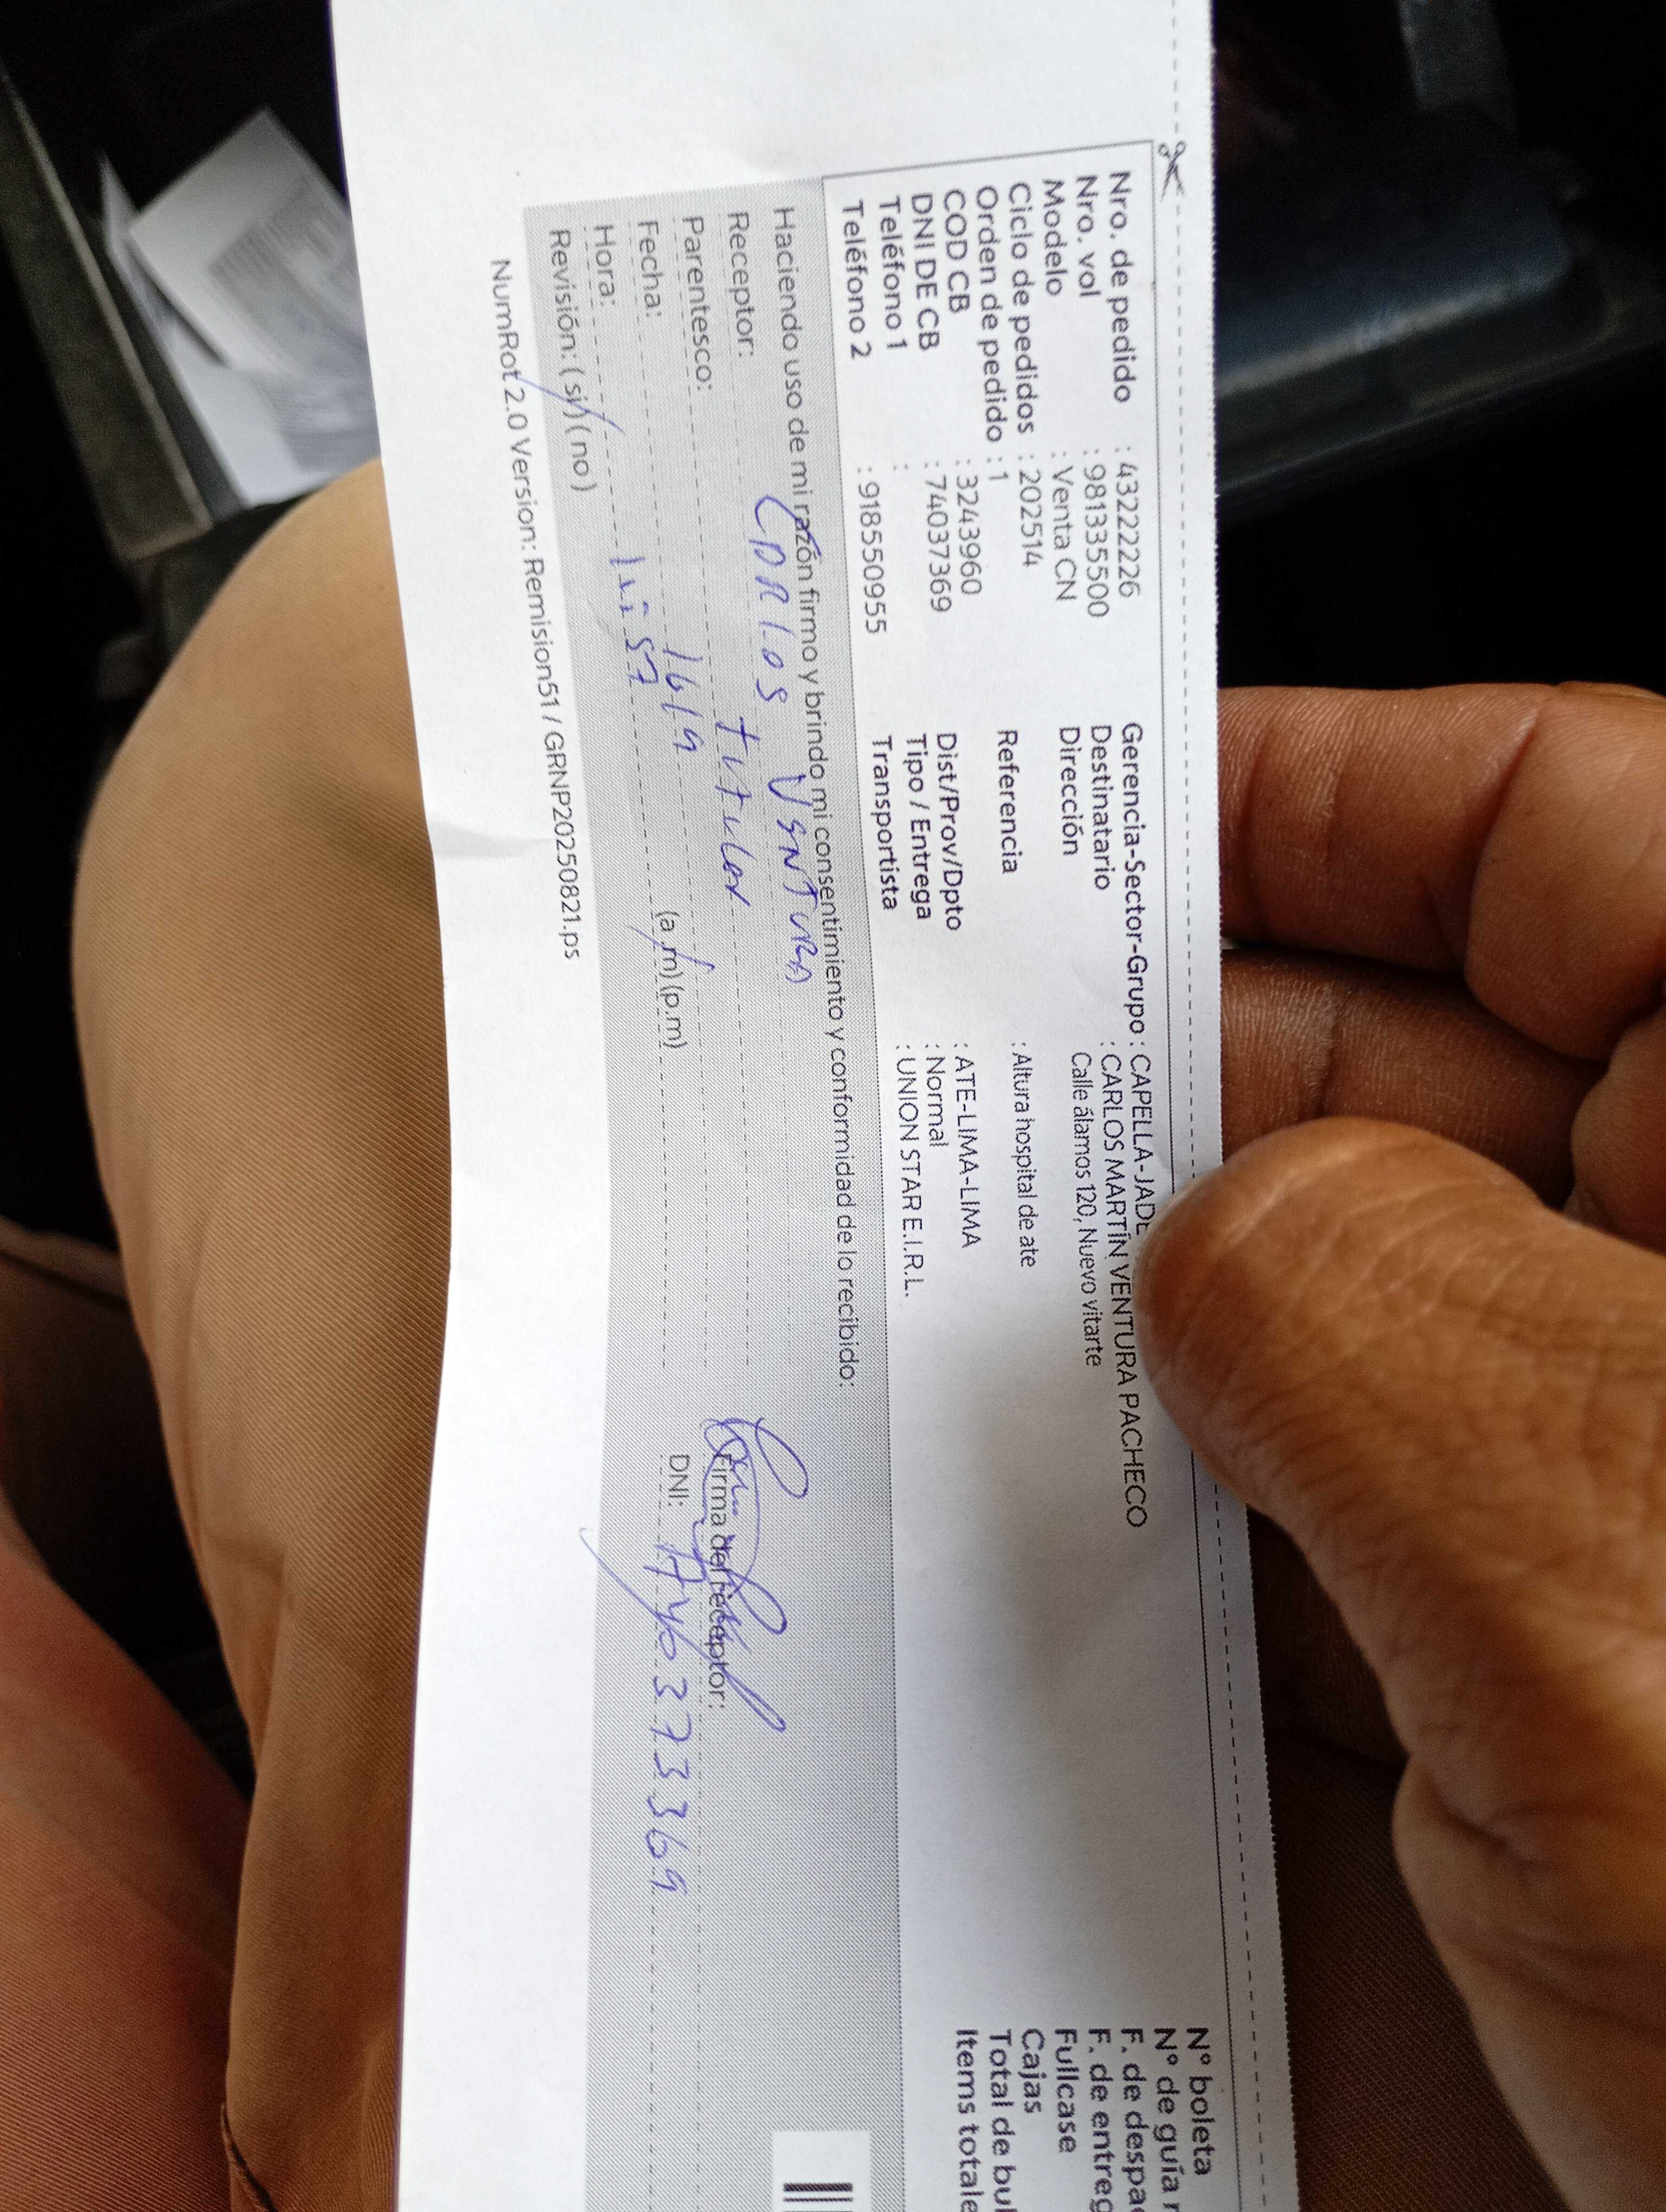 Nro. de pedido : 43222226
Nro. vol : 981335500
Modelo : Venta CN
Ciclo de pedidos : 202514
Orden de pedido : 1
COD CB : 3243960
DNI DE CB : 74037369
Teléfono 1 :
Teléfono 2 : 918550955
Gerencia-Sector-Grupo : CAPELLA-JADE
Destinatario : CARLOS MARTÍN VENTURA PACHECO
Dirección Calle álamos 120, Nuevo vitarte
Referencia : Altura hospital de ate
Dist/Prov/Dpto : ATE-LIMA-LIMA
Tipo / Entrega : Normal
Transportista : UNION STAR E.I.R.L.
N° boleta
N° de guía r
F. de despac
F. de entreg
Fullcase
Cajas
Total de bul
Items totale
Haciendo uso de mi razón firmo y brindo mi consentimiento y conformidad de lo recibido:
Receptor: CARLOS VENTURA
Parentesco: titular
Fecha: 16/9
Hora: 57 (a.m) (p.m)
Revisión: ( si ) ( no )
Firma del receptor:
DNI:
NumRot 2.0 Version: Remision51 / GRNP20250821.ps